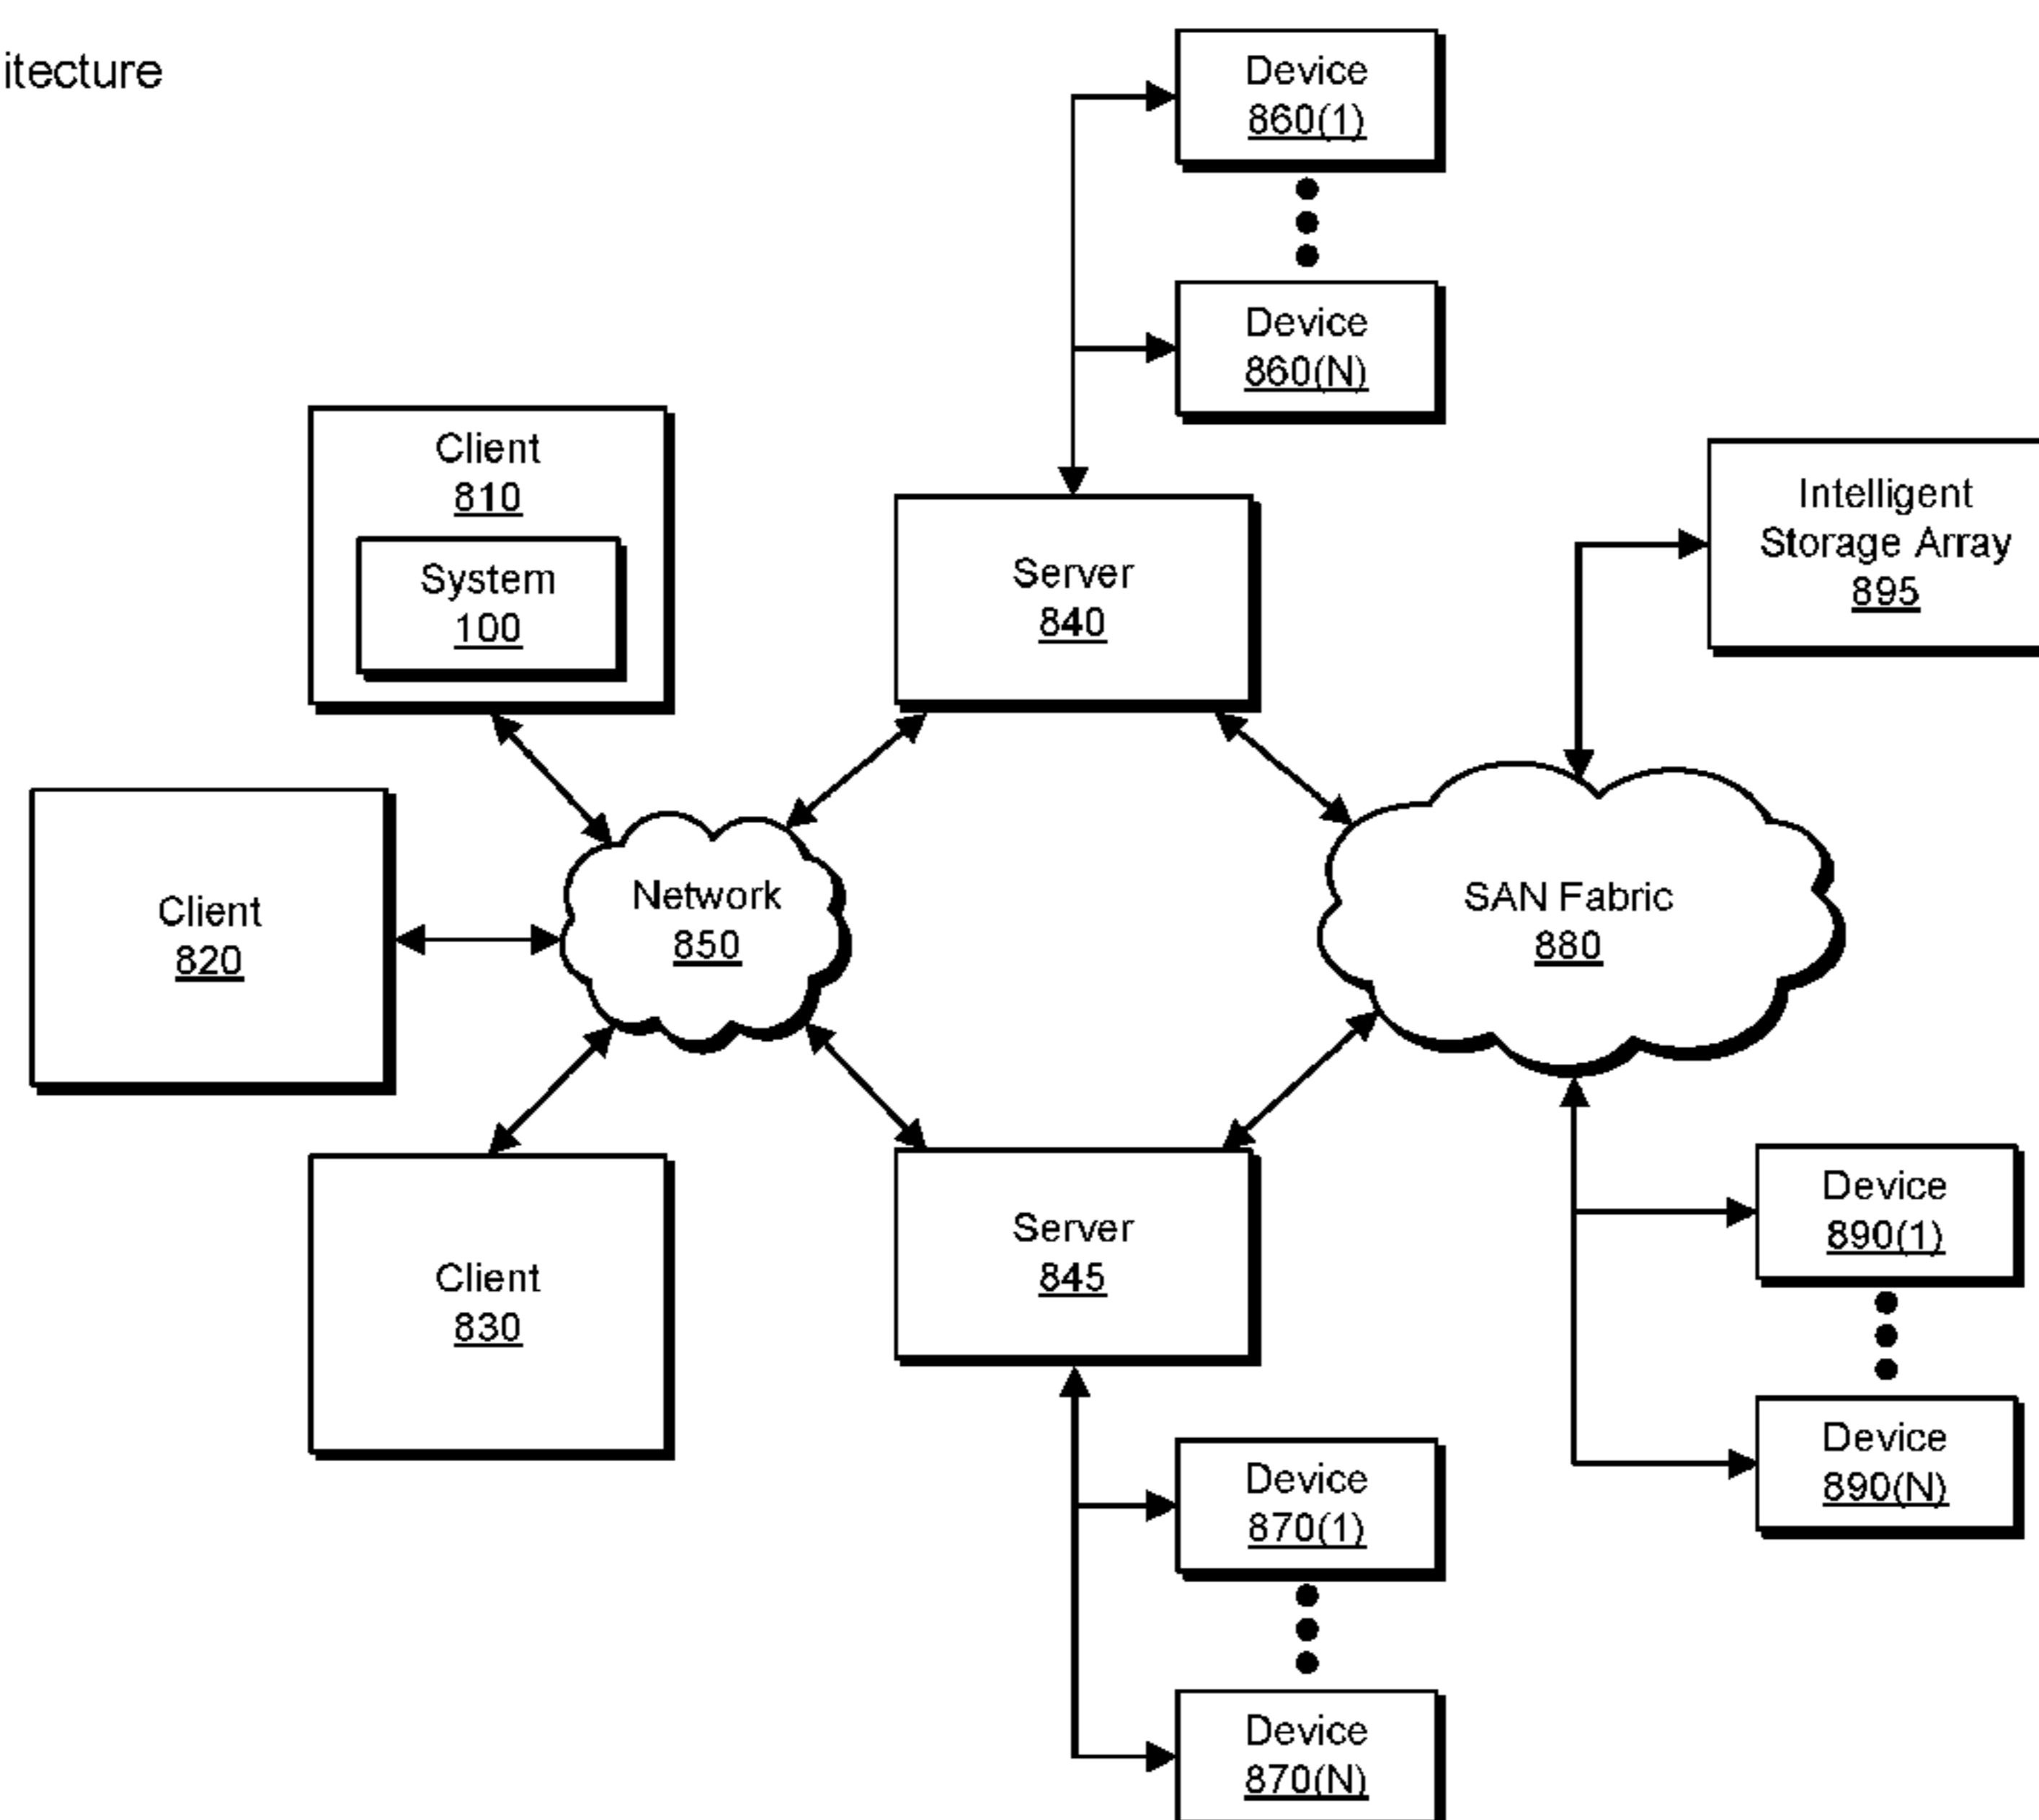 itecture
Device
860(1)
Device
860(N)
Client
810
System
100
Server
840
Intelligent
Storage Array
895
Client
820
Network
850
SAN Fabric
880
Client
830
Server
845
Device
890(1)
Device
890(N)
Device
870(1)
Device
870(N)